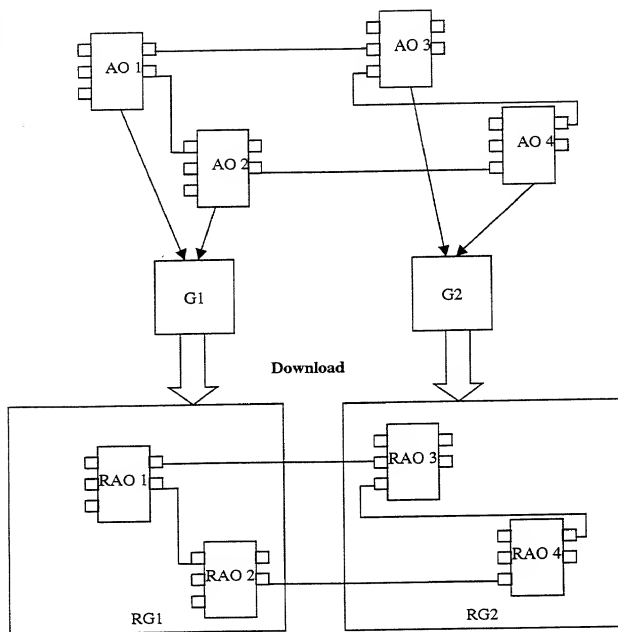 AO 1
AO 3
AO 2
AO 4
G1
G2
Download
RAO 1
RAO 3
RAO 2
RAO 4
RG1
RG2